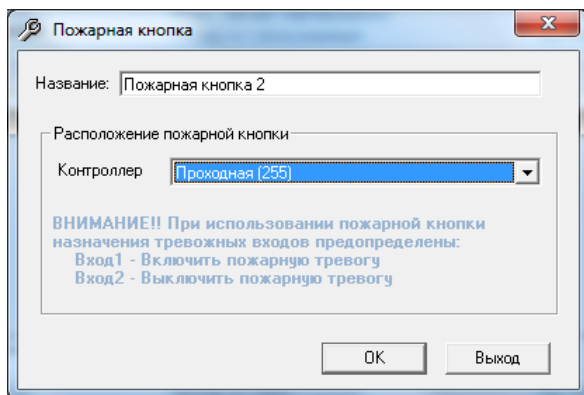 Пожарная кнопка
Название: Пожарная кнопка 2
Расположение пожарной кнопки
Контроллер Проходная (255)
ВНИМАНИЕ!! При использовании пожарной кнопки
назначения тревожных входов предопределены:
Вход1 - Включить пожарную тревогу
Вход2 - Выключить пожарную тревогу
OK Выход